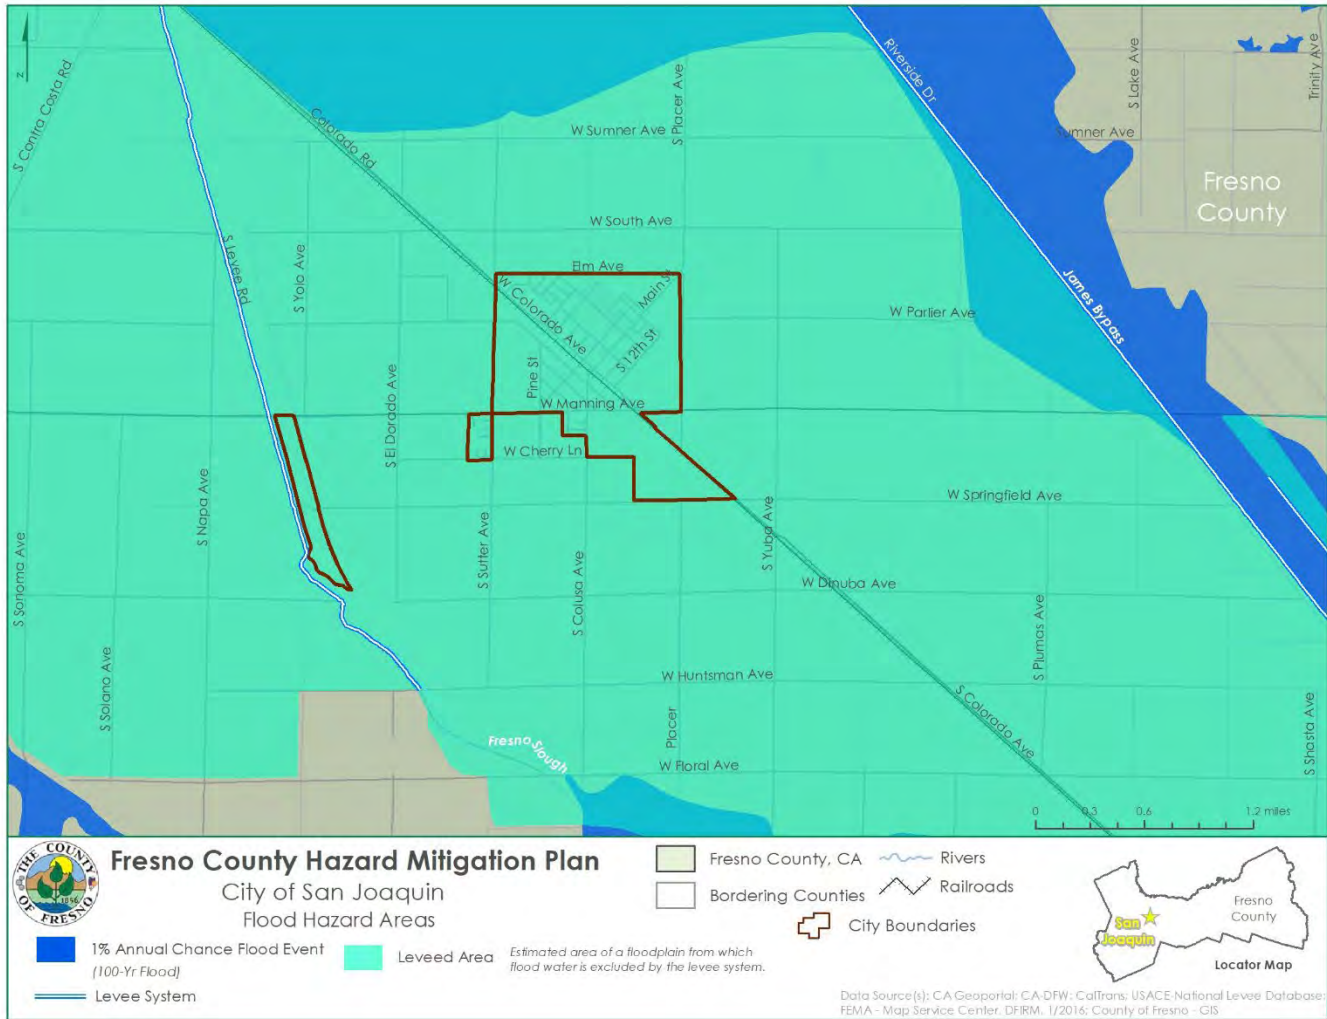 z
S Contra Costa Rd
Colorado Rd
W Sumner Ave
S Placer Ave
Riverside Dr
S Lake Ave
Trinity Ave
Sumner Ave
Fresno
County
W South Ave
S Levee Rd
S Yolo Ave
Elm Ave
Main St
W Colorado Ave
S 12th St
Pine St
W Parlier Ave
James Bypass
S El Dorado Ave
W Manning Ave
W Cherry Ln
S Napa Ave
W Springfield Ave
S Sonoma Ave
S Sutter Ave
S Colusa Ave
S Yuba Ave
W Dinuba Ave
S Plumas Ave
S Solano Ave
W Huntsman Ave
S Colorado Ave
Placer
S Shasta Ave
Fresno Slough
W Floral Ave
0 0.3 0.6 1.2 miles
THE COUNTY OF FRESNO
1856
Fresno County Hazard Mitigation Plan
City of San Joaquin
Flood Hazard Areas
1% Annual Chance Flood Event
(100-Yr Flood)
Levee System
Leveed Area
Estimated area of a floodplain from which
flood water is excluded by the levee system.
Fresno County, CA
Bordering Counties
Rivers
Railroads
City Boundaries
Fresno
County
San
Joaquin
Locator Map
Data Source(s): CA Geoportal; CA-DFW; CalTrans; USACE-National Levee Database;
FEMA - Map Service Center, DFIRM, 1/2016; County of Fresno - GIS